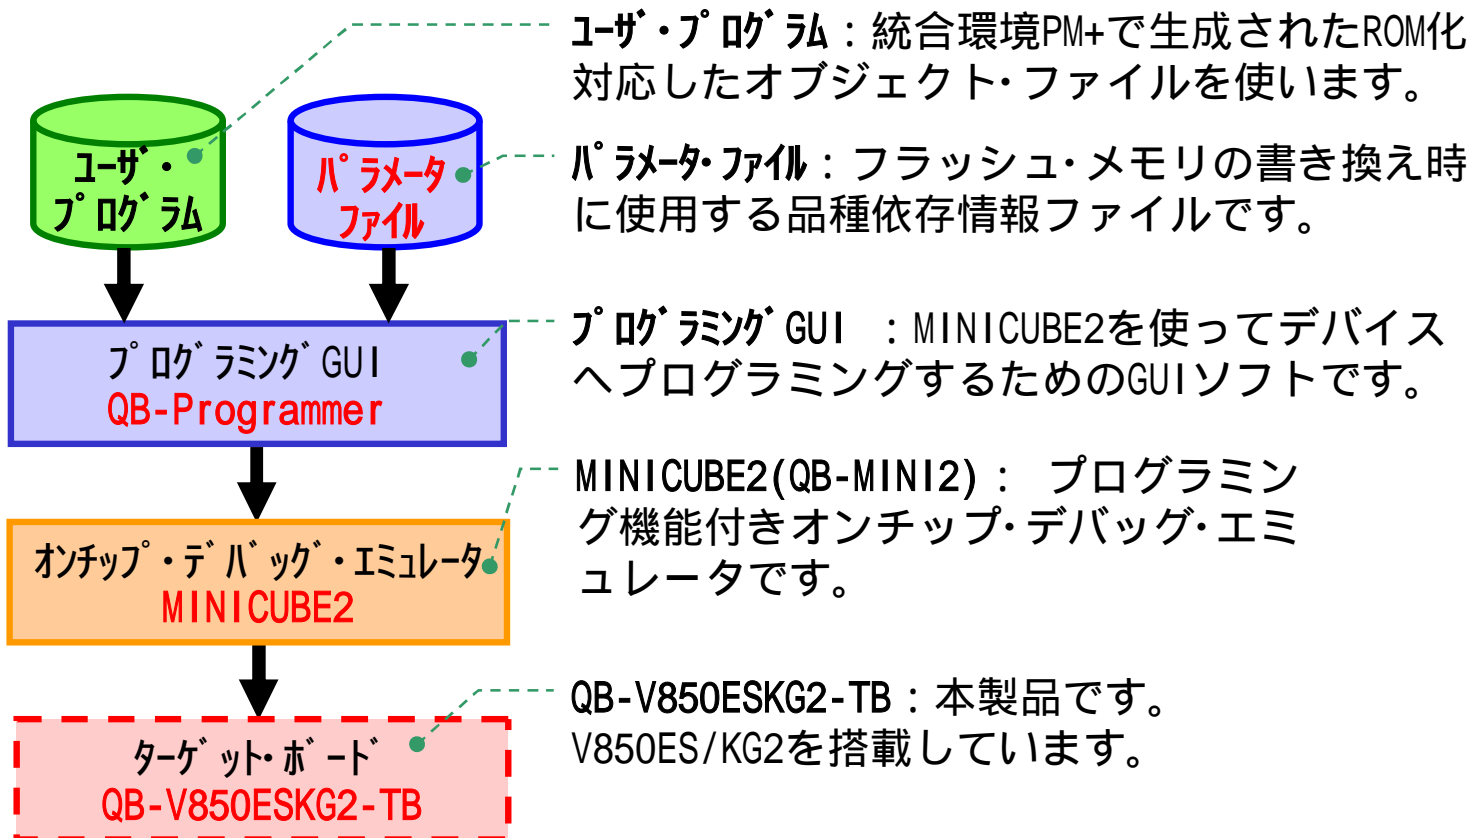 ﾕｰｻﾞ・ﾌﾟﾛｸﾞﾗﾑ：統合環境PM+で生成されたROM化
対応したオブジェクト・ファイルを使います。
ﾕｰｻﾞ・
ﾌﾟﾛｸﾞﾗﾑ
ﾊﾟﾗﾒｰﾀ
ﾌｧｲﾙ
ﾊﾟﾗﾒｰﾀ・ﾌｧｲﾙ：フラッシュ・メモリの書き換え時
に使用する品種依存情報ファイルです。
ﾌﾟﾛｸﾞﾗﾐﾝｸﾞGUI
QB-Programmer
ﾌﾟﾛｸﾞﾗﾐﾝｸﾞGUI ：MINICUBE2を使ってデバイス
へプログラミングするためのGUIソフトです。
ｵﾝﾁｯﾌﾟ・ﾃﾞﾊﾞｯｸﾞ・ｴﾐｭﾚｰﾀ
MINICUBE2
MINICUBE2(QB-MINI2)： プログラミン
グ機能付きオンチップ・デバッグ・エミ
ュレータです。
ﾀｰｹﾞｯﾄ・ﾎﾞｰﾄﾞ
QB-V850ESKG2-TB
QB-V850ESKG2-TB：本製品です。
V850ES/KG2を搭載しています。